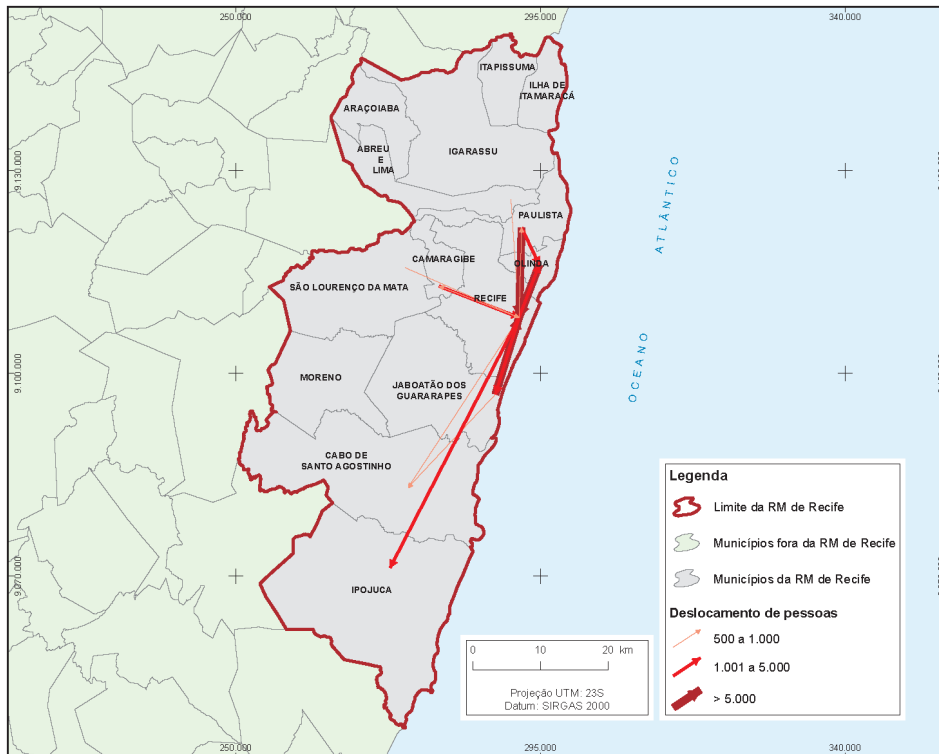 250.000
295.000
340.000
ITAPISSUMA
ILHA DE
ITAMARACÁ
ARAÇOIABA
ABREU
E
LIMA
IGARASSU
9.130.000
ATLÂNTICO
PAULISTA
CAMARAGIBE
OLINDA
SÃO LOURENÇO DA MATA
RECIFE
OCEANO
9.100.000
MORENO
JABOATÃO DOS
GUARARAPES
CABO DE
SANTO AGOSTINHO
9.070.000
IPOJUCA
Legenda
Limite da RM de Recife
Municípios fora da RM de Recife
Municípios da RM de Recife
Deslocamento de pessoas
500 a 1.000
1.001 a 5.000
> 5.000
0 10 20 km
Projeção UTM: 23S
Datum: SIRGAS 2000
250.000
295.000
340.000